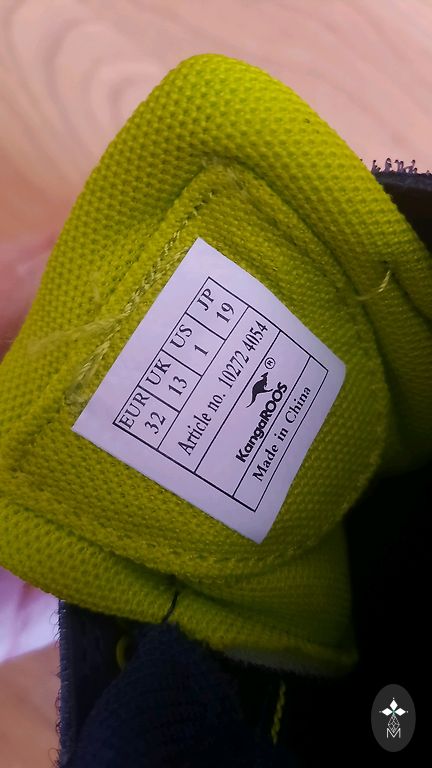 EUR UK US JP
32 13 1 19
Article no. 10272 4054
KangaROOS®
Made in China
M